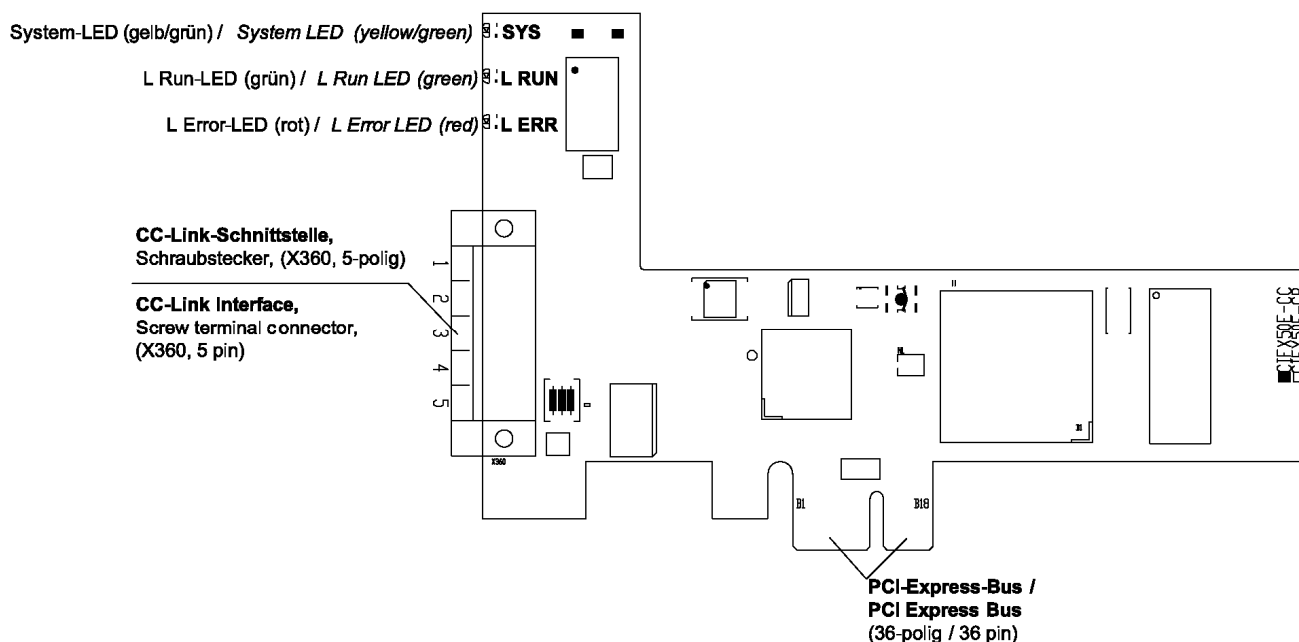 System-LED (gelb/grün) / System LED (yellow/green)
SYS
L Run-LED (grün) / L Run LED (green)
L RUN
L Error-LED (rot) / L Error LED (red)
L ERR
CC-Link-Schnittstelle,
Schraubstecker, (X360, 5-polig)
CC-Link Interface,
Screw terminal connector,
(X360, 5 pin)
1
2
3
4
5
X360
B1
B18
PCI-Express-Bus /
PCI Express Bus
(36-polig / 36 pin)